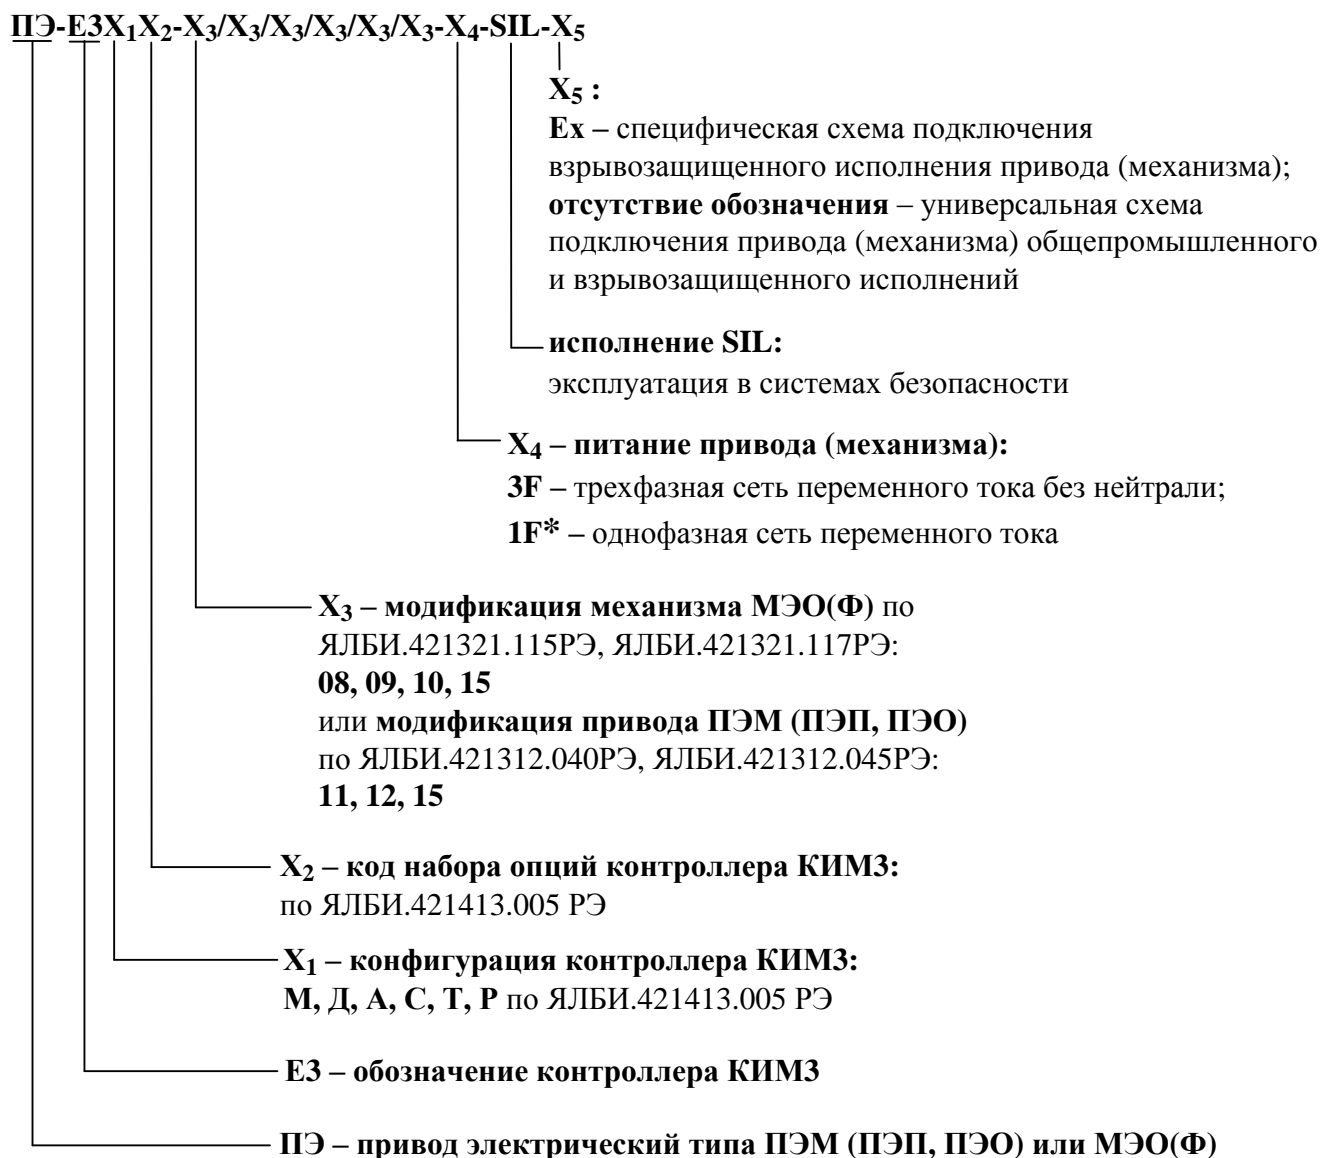 ПЭ-Е3X1X2-X3/X3/X3/X3/X3/X3-X4-SIL-X5
X5 :
Ex – специфическая схема подключения
взрывозащищенного исполнения привода (механизма);
отсутствие обозначения – универсальная схема
подключения привода (механизма) общепромышленного
и взрывозащищенного исполнений
исполнение SIL:
эксплуатация в системах безопасности
X4 – питание привода (механизма):
3F – трехфазная сеть переменного тока без нейтрали;
1F* – однофазная сеть переменного тока
X3 – модификация механизма МЭО(Ф) по
ЯЛБИ.421321.115РЭ, ЯЛБИ.421321.117РЭ:
08, 09, 10, 15
или модификация привода ПЭМ (ПЭП, ПЭО)
по ЯЛБИ.421312.040РЭ, ЯЛБИ.421312.045РЭ:
11, 12, 15
X2 – код набора опций контроллера КИМ3:
по ЯЛБИ.421413.005 РЭ
X1 – конфигурация контроллера КИМ3:
М, Д, А, С, Т, Р по ЯЛБИ.421413.005 РЭ
Е3 – обозначение контроллера КИМ3
ПЭ – привод электрический типа ПЭМ (ПЭП, ПЭО) или МЭО(Ф)